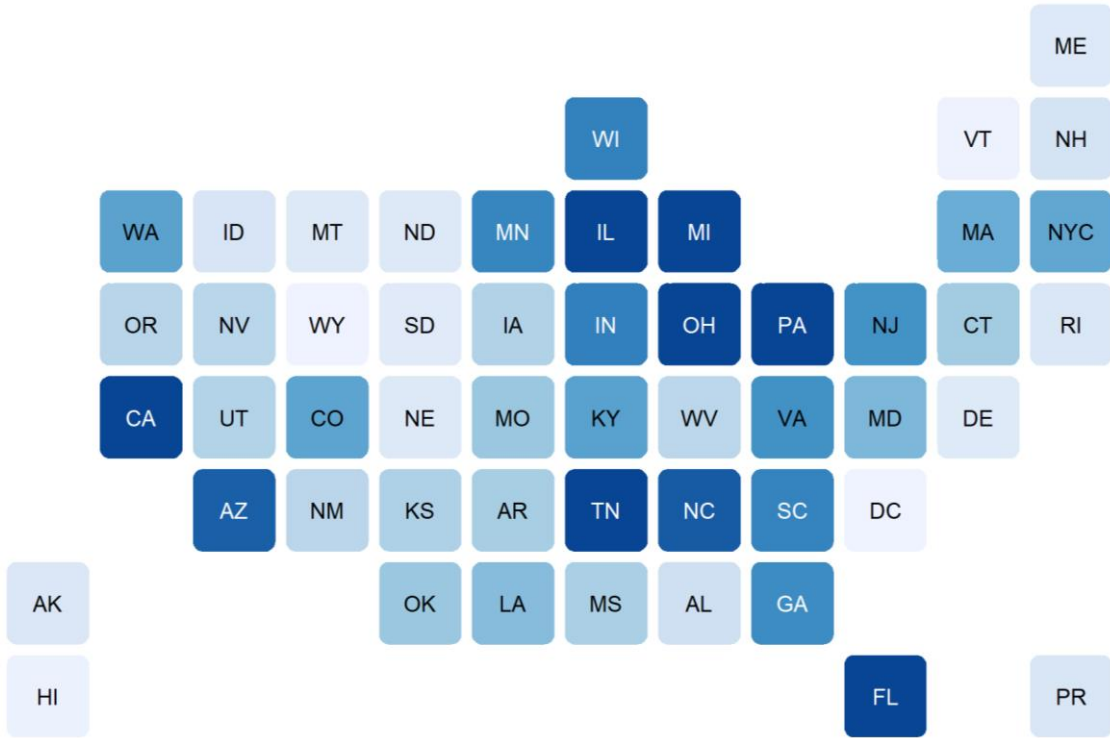 ME
WI VT NH
WA ID MT ND MN IL MI MA NYC
OR NV WY SD IA IN OH PA NJ CT RI
CA UT CO NE MO KY WV VA MD DE
AZ NM KS AR TN NC SC DC
AK OK LA MS AL GA
HI FL PR